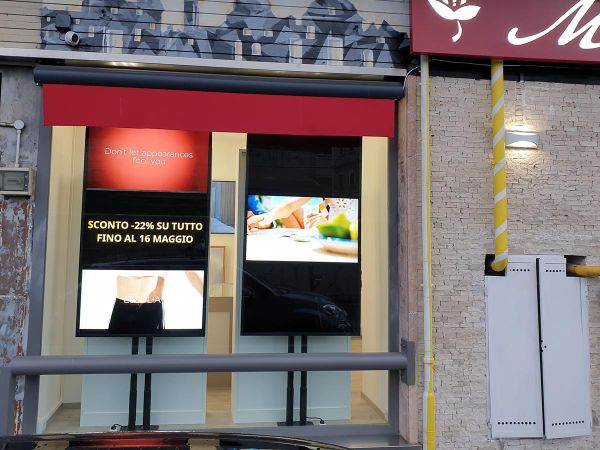 Don't let appearances
fool you
SCONTO -22% SU TUTTO
FINO AL 16 MAGGIO
M